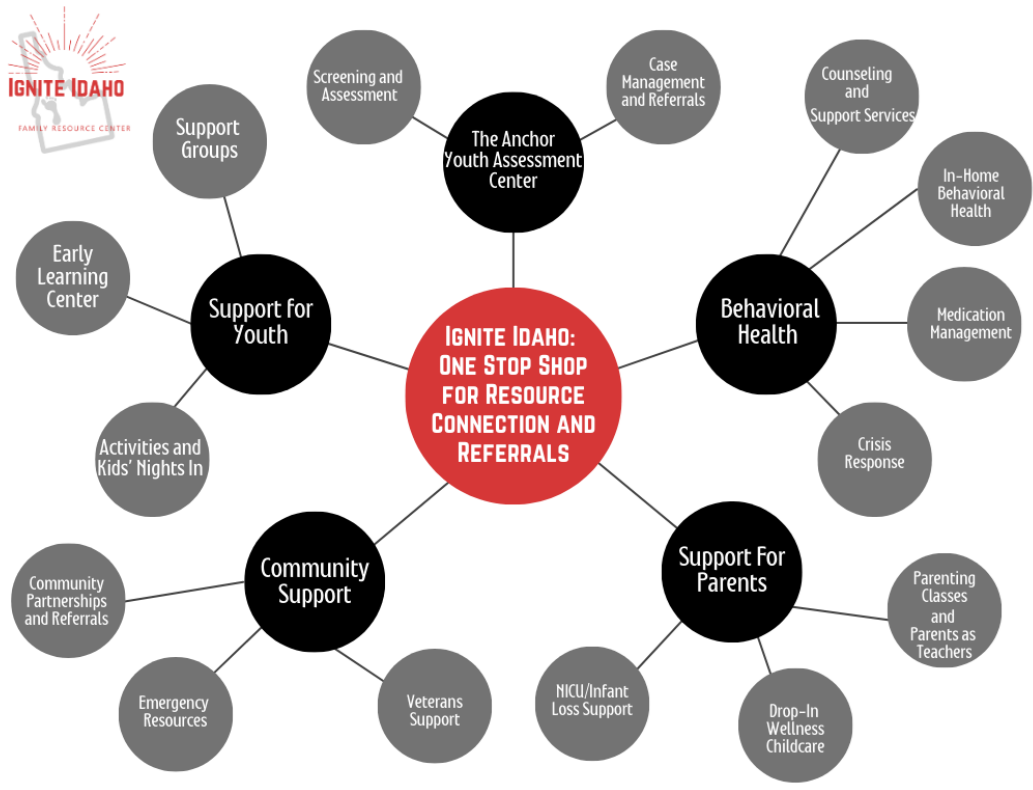 IGNITE IDAHO
FAMILY RESOURCE CENTER
Screening and
Assessment
Case
Management
and Referrals
The Anchor
Youth Assessment
Center
Counseling
and
Support Services
In-Home
Behavioral
Health
Medication
Management
Crisis
Response
Behavioral
Health
Support
Groups
Early
Learning
Center
Activities and
Kids' Nights In
Support for
Youth
IGNITE IDAHO:
ONE STOP SHOP
FOR RESOURCE
CONNECTION AND
REFERRALS
Community
Support
Community
Partnerships
and Referrals
Emergency
Resources
Veterans
Support
Support For
Parents
NICU/Infant
Loss Support
Drop-In
Wellness
Childcare
Parenting
Classes
and
Parents as
Teachers